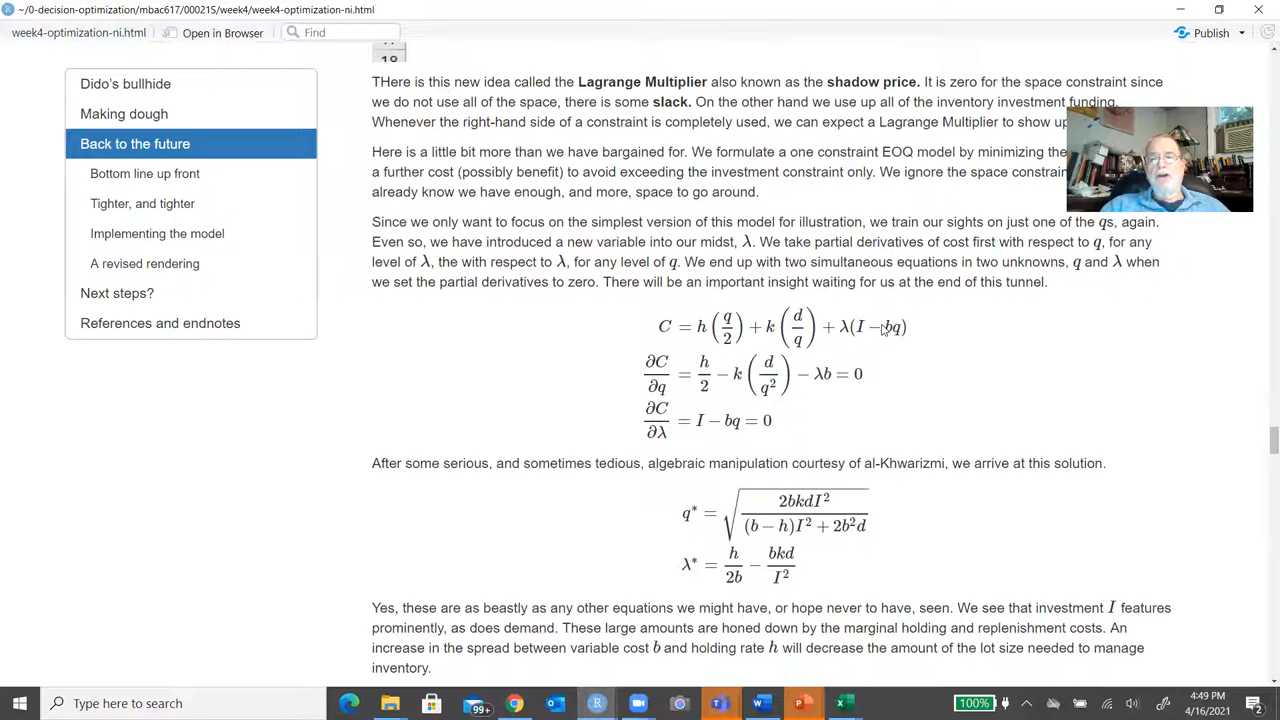 ~/0-decision-optimization/mbac617/00021S/week4/week4-optimization-ni.html
week4-optimization-ni.html
Open in Browser
Find
Publish
Dido's bullhide
Making dough
Back to the future
Bottom line up front
Tighter, and tighter
Implementing the model
A revised rendering
Next steps?
References and endnotes
18
THere is this new idea called the Lagrange Multiplier also known as the shadow price. It is zero for the space constraint since
we do not use all of the space, there is some slack. On the other hand we use up all of the inventory investment funding.
Whenever the right-hand side of a constraint is completely used, we can expect a Lagrange Multiplier to show up
Here is a little bit more than we have bargained for. We formulate a one constraint EOQ model by minimizing the
a further cost (possibly benefit) to avoid exceeding the investment constraint only. We ignore the space constrain
already know we have enough, and more, space to go around.
Since we only want to focus on the simplest version of this model for illustration, we train our sights on just one of the qs, again.
Even so, we have introduced a new variable into our midst, λ. We take partial derivatives of cost first with respect to q, for any
level of λ, the with respect to λ, for any level of q. We end up with two simultaneous equations in two unknowns, q and λ when
we set the partial derivatives to zero. There will be an important insight waiting for us at the end of this tunnel.
C = h(q/2) + k(d/q) + λ(I − bq)
∂C/∂q = h/2 − k(d/q²) − λb = 0
∂C/∂λ = I − bq = 0
After some serious, and sometimes tedious, algebraic manipulation courtesy of al-Khwarizmi, we arrive at this solution.
q* = √(2bkdI² / ((b − h)I² + 2b²d))
λ* = h/2b − bkd/I²
Yes, these are as beastly as any other equations we might have, or hope never to have, seen. We see that investment I features
prominently, as does demand. These large amounts are honed down by the marginal holding and replenishment costs. An
increase in the spread between variable cost b and holding rate h will decrease the amount of the lot size needed to manage
inventory.
Type here to search
99+
100%
4:49 PM
4/16/2021
2